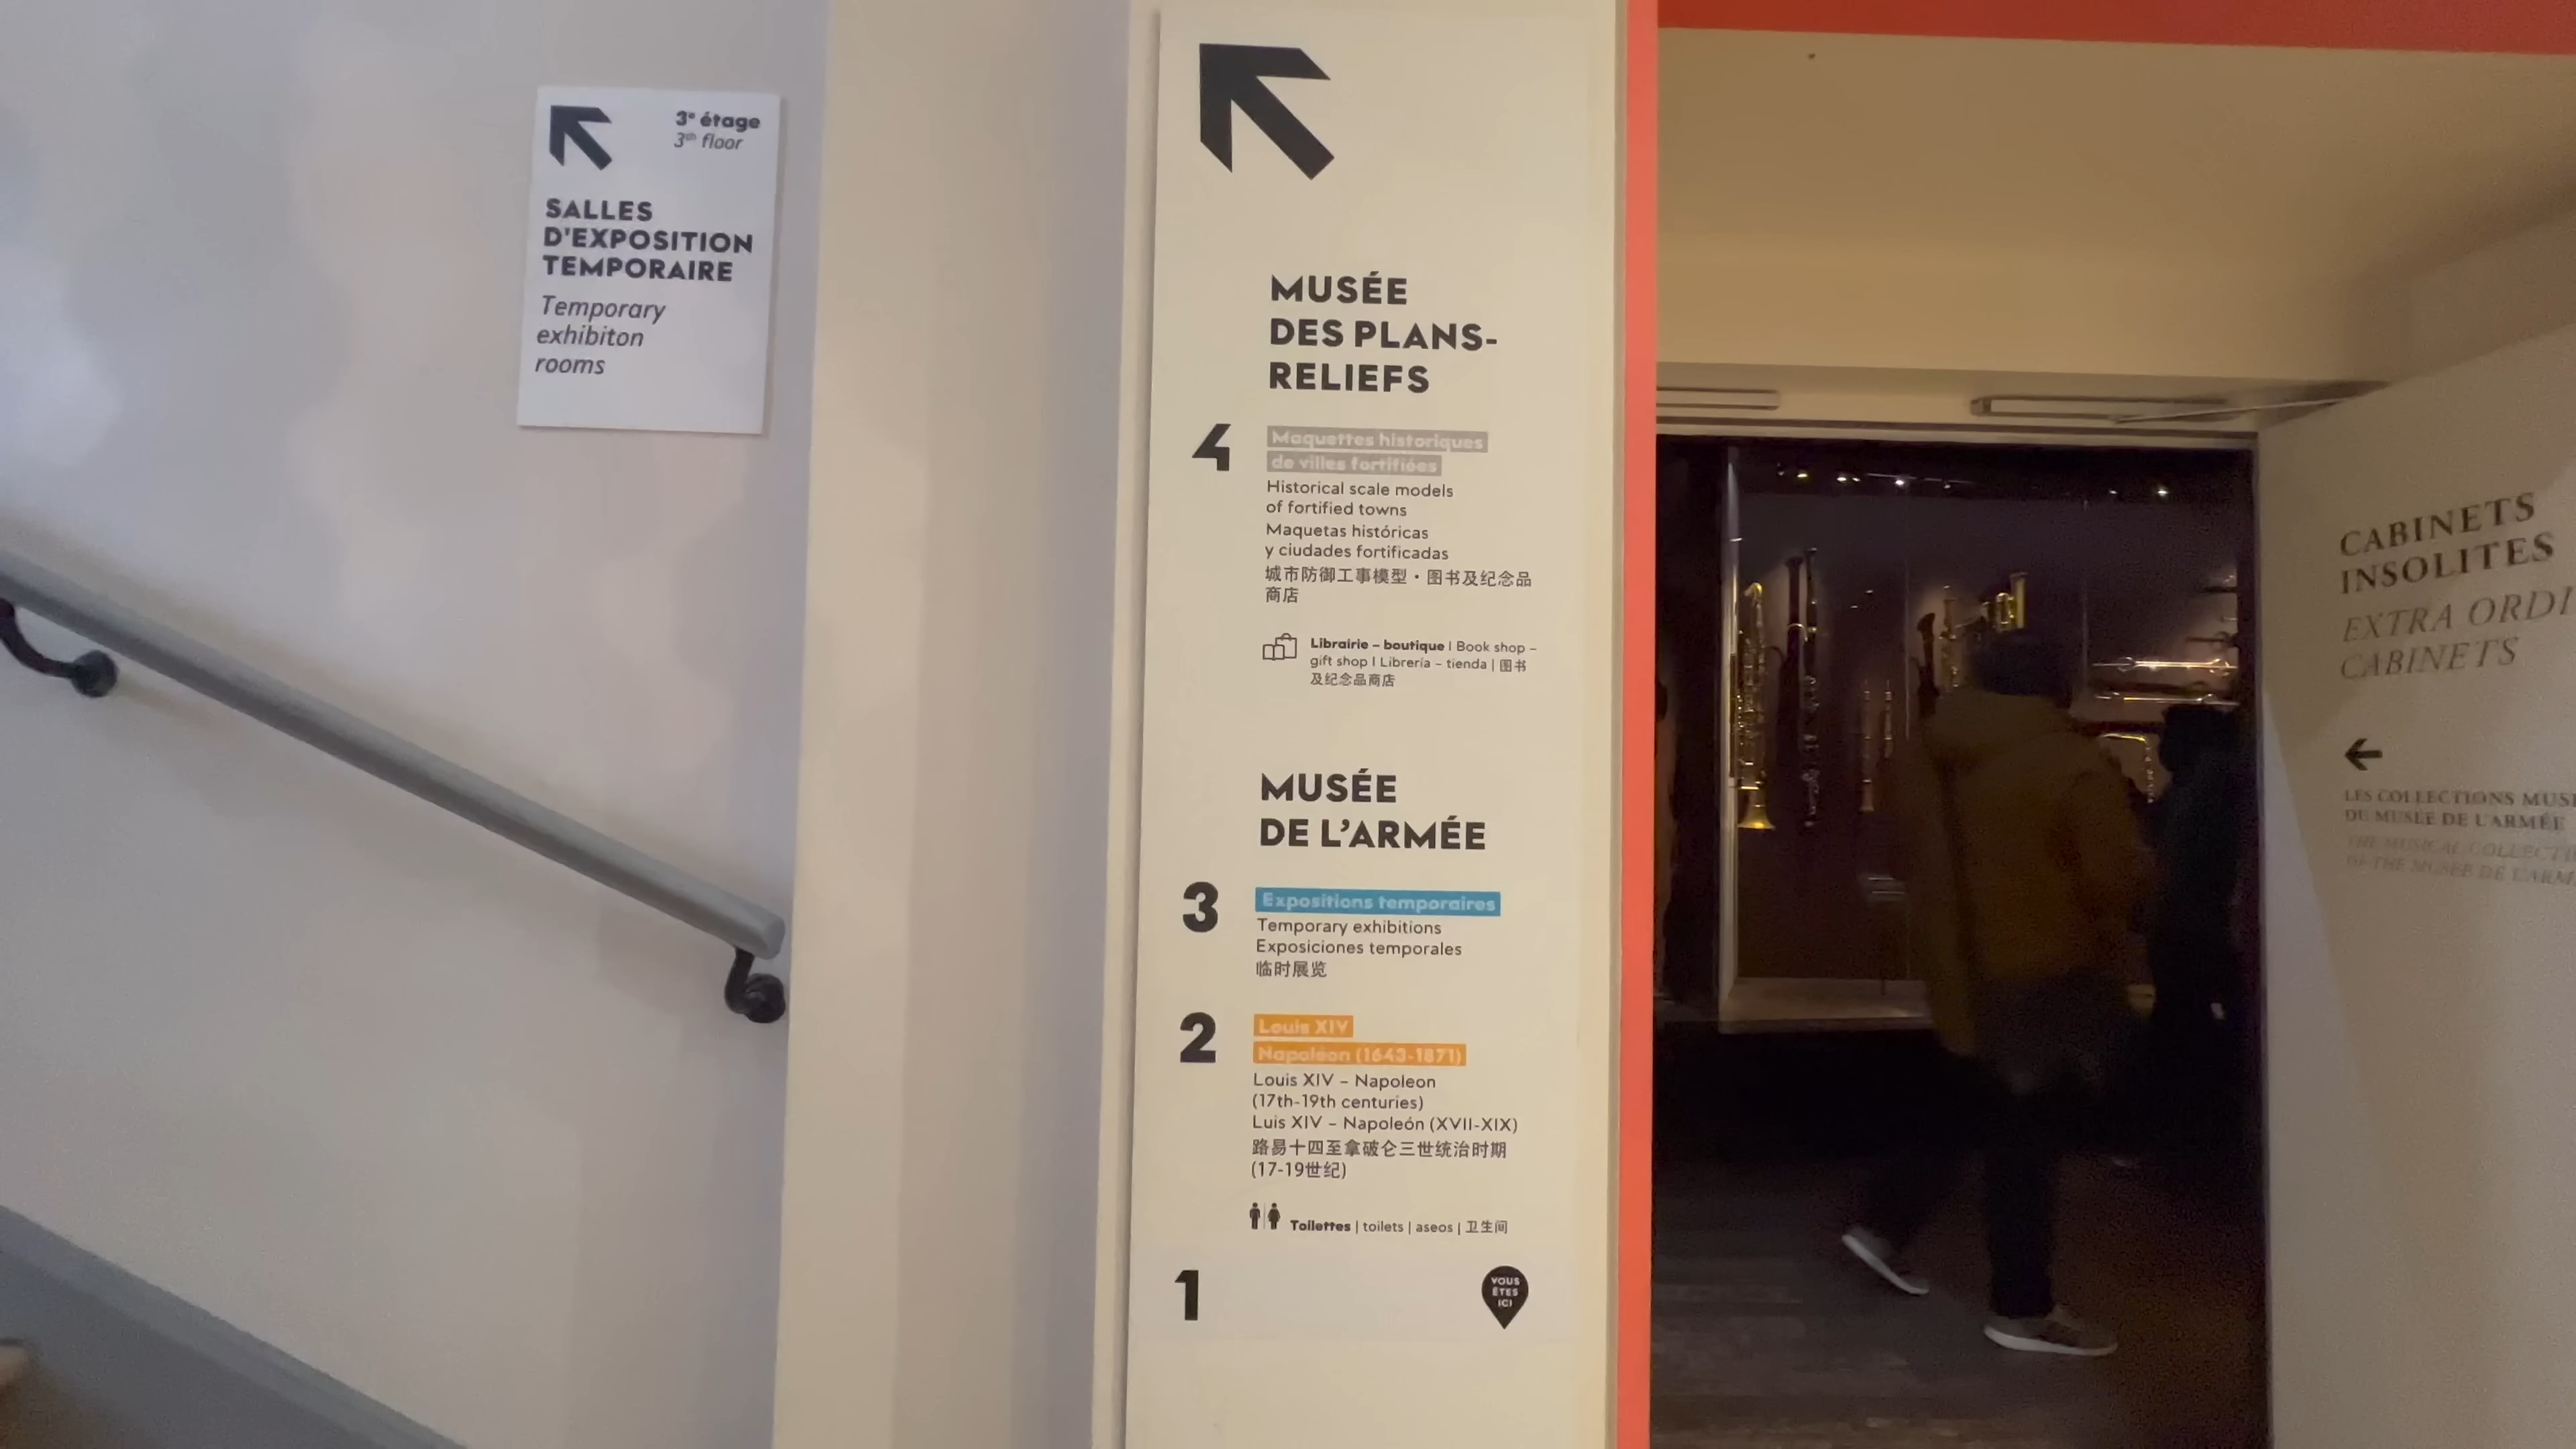 3e étage
3th floor
SALLES
D'EXPOSITION
TEMPORAIRE
Temporary
exhibiton
rooms
MUSÉE
DES PLANS-
RELIEFS
4
Maquettes historiques
de villes fortifiées
Historical scale models
of fortified towns
Maquetas históricas
y ciudades fortificadas
城市防御工事模型・图书及纪念品
商店
Librairie – boutique | Book shop –
gift shop | Librería – tienda | 图书
及纪念品商店
MUSÉE
DE L'ARMÉE
3
Expositions temporaires
Temporary exhibitions
Exposiciones temporales
临时展览
2
Louis XIV
Napoléon (1643-1871)
Louis XIV – Napoleon
(17th-19th centuries)
Luis XIV – Napoleón (XVII-XIX)
路易十四至拿破仑三世统治时期
(17-19世纪)
Toilettes | toilets | aseos | 卫生间
1
VOUS
ÊTES
ICI
CABINETS
INSOLITES
EXTRA ORDI
CABINETS
LES COLLECTIONS
DU MUSÉE DE L'ARMÉE
THE MUSICAL
OF THE MUSÉE DE